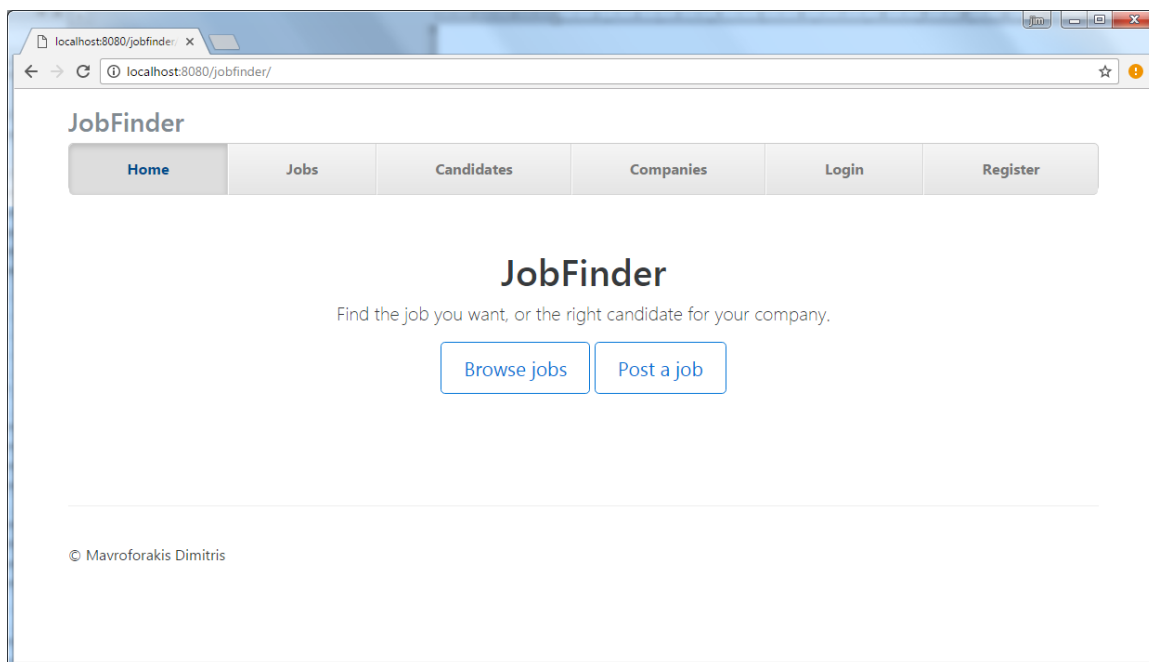 jim
localhost:8080/jobfinder/
localhost:8080/jobfinder/
JobFinder
Home Jobs Candidates Companies Login Register
JobFinder
Find the job you want, or the right candidate for your company.
Browse jobs Post a job
© Mavroforakis Dimitris